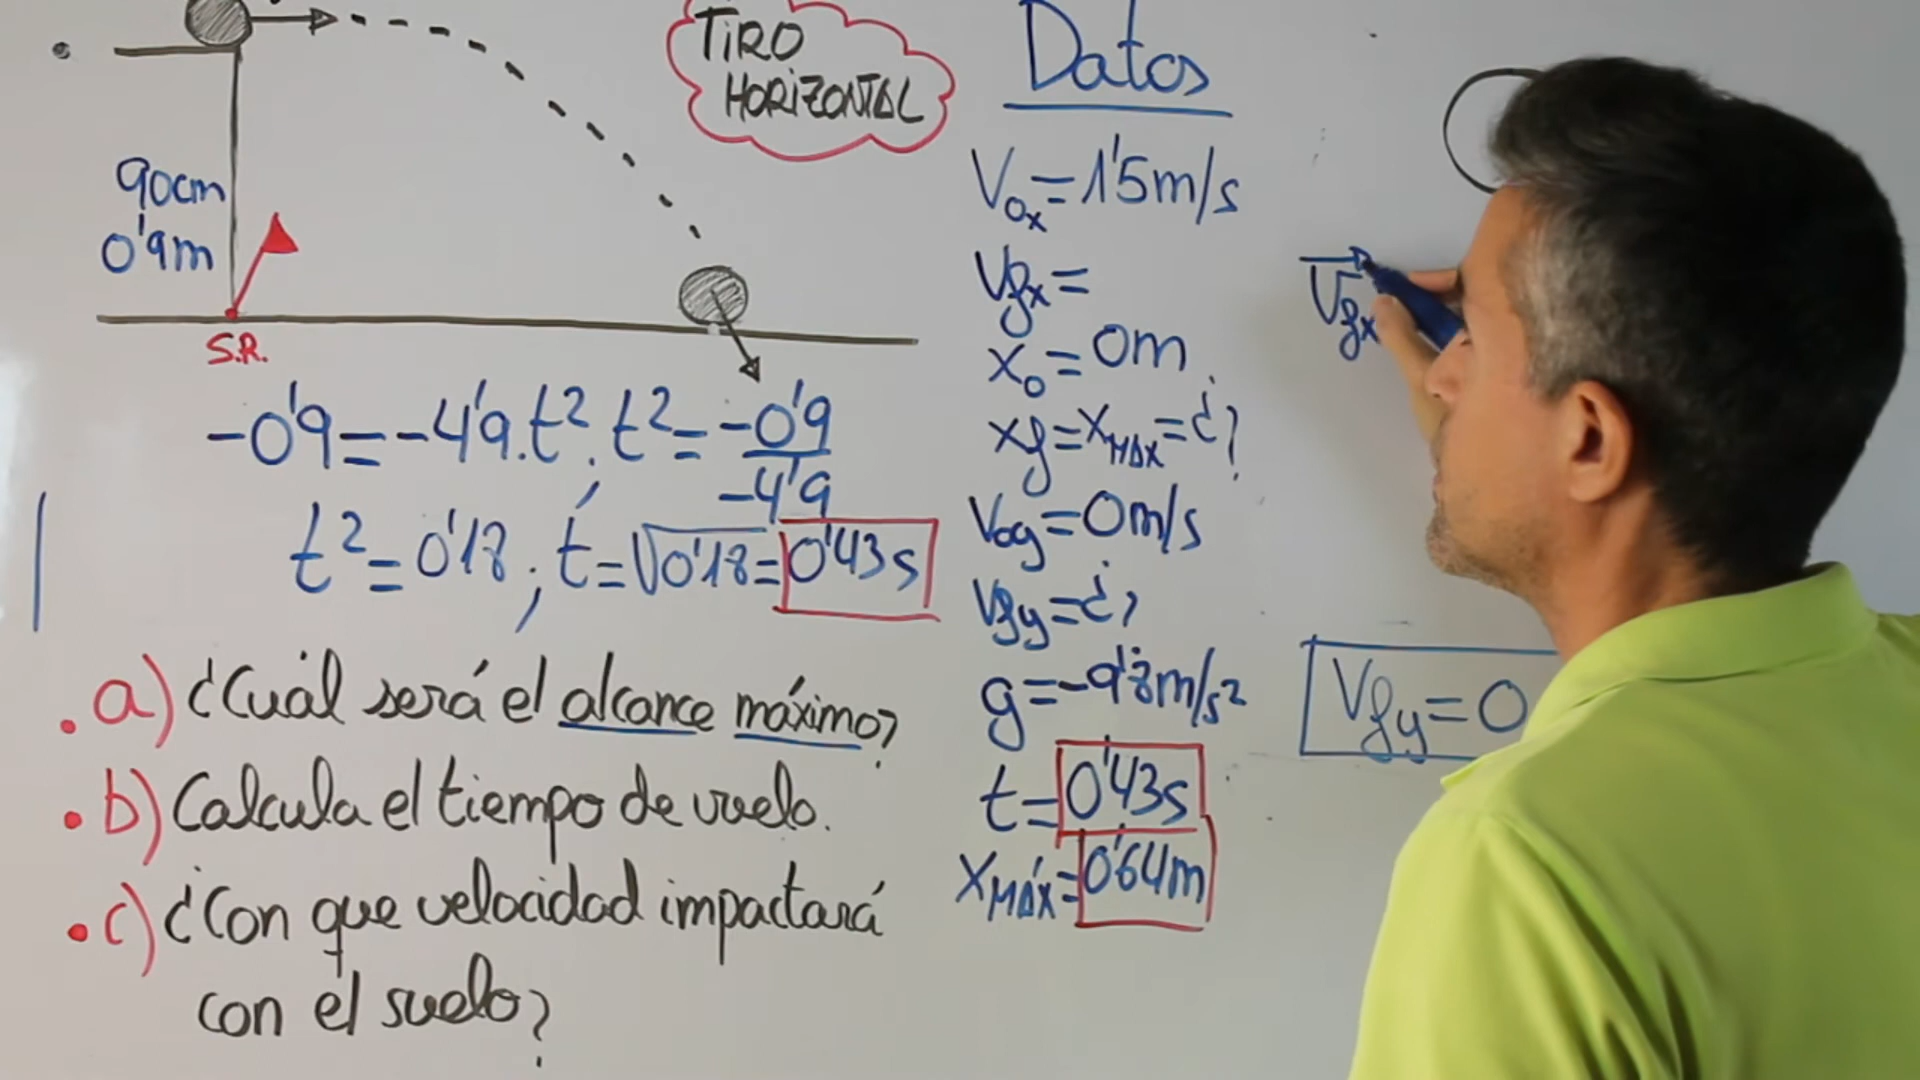 TIRO
HORIZONTAL
90cm
0'9m
S.R.
-0'9=-4'9.t²; t²=-0'9/-4'9
t²=0'18; t=√0'18=0'43s
. a) ¿Cuál será el alcance máximo?
. b) Calcula el tiempo de vuelo.
. c) ¿Con que velocidad impactará
con el suelo?
Datos
V₀ₓ=1'5m/s
Vfₓ=
x₀=0m
xf=xMÁX=¿?
V₀y=0m/s
Vfy=¿?
g=-9'8m/s²
t=0'43s
XMÁX=0'64m
Vfx
Vfy=0